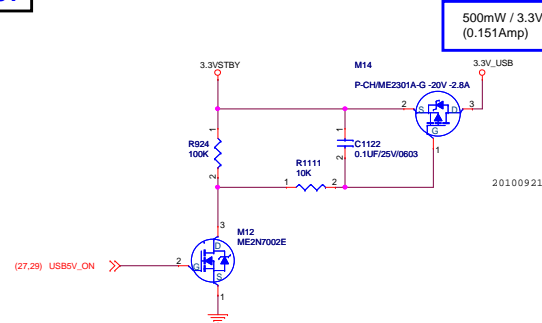 500mW / 3.3V
(0.151Amp)
3.3VSTBY
M14
3.3V_USB
P-CH/ME2301A-G -20V -2.8A
2
S
D
3
G
1
1
R924
100K
2
1
C1122
0.1UF/25V/0603
2
R1111
10K
1
2
20100921
3
M12
ME2N7002E
D
(27,29) USB5V_ON
2
G
S
1